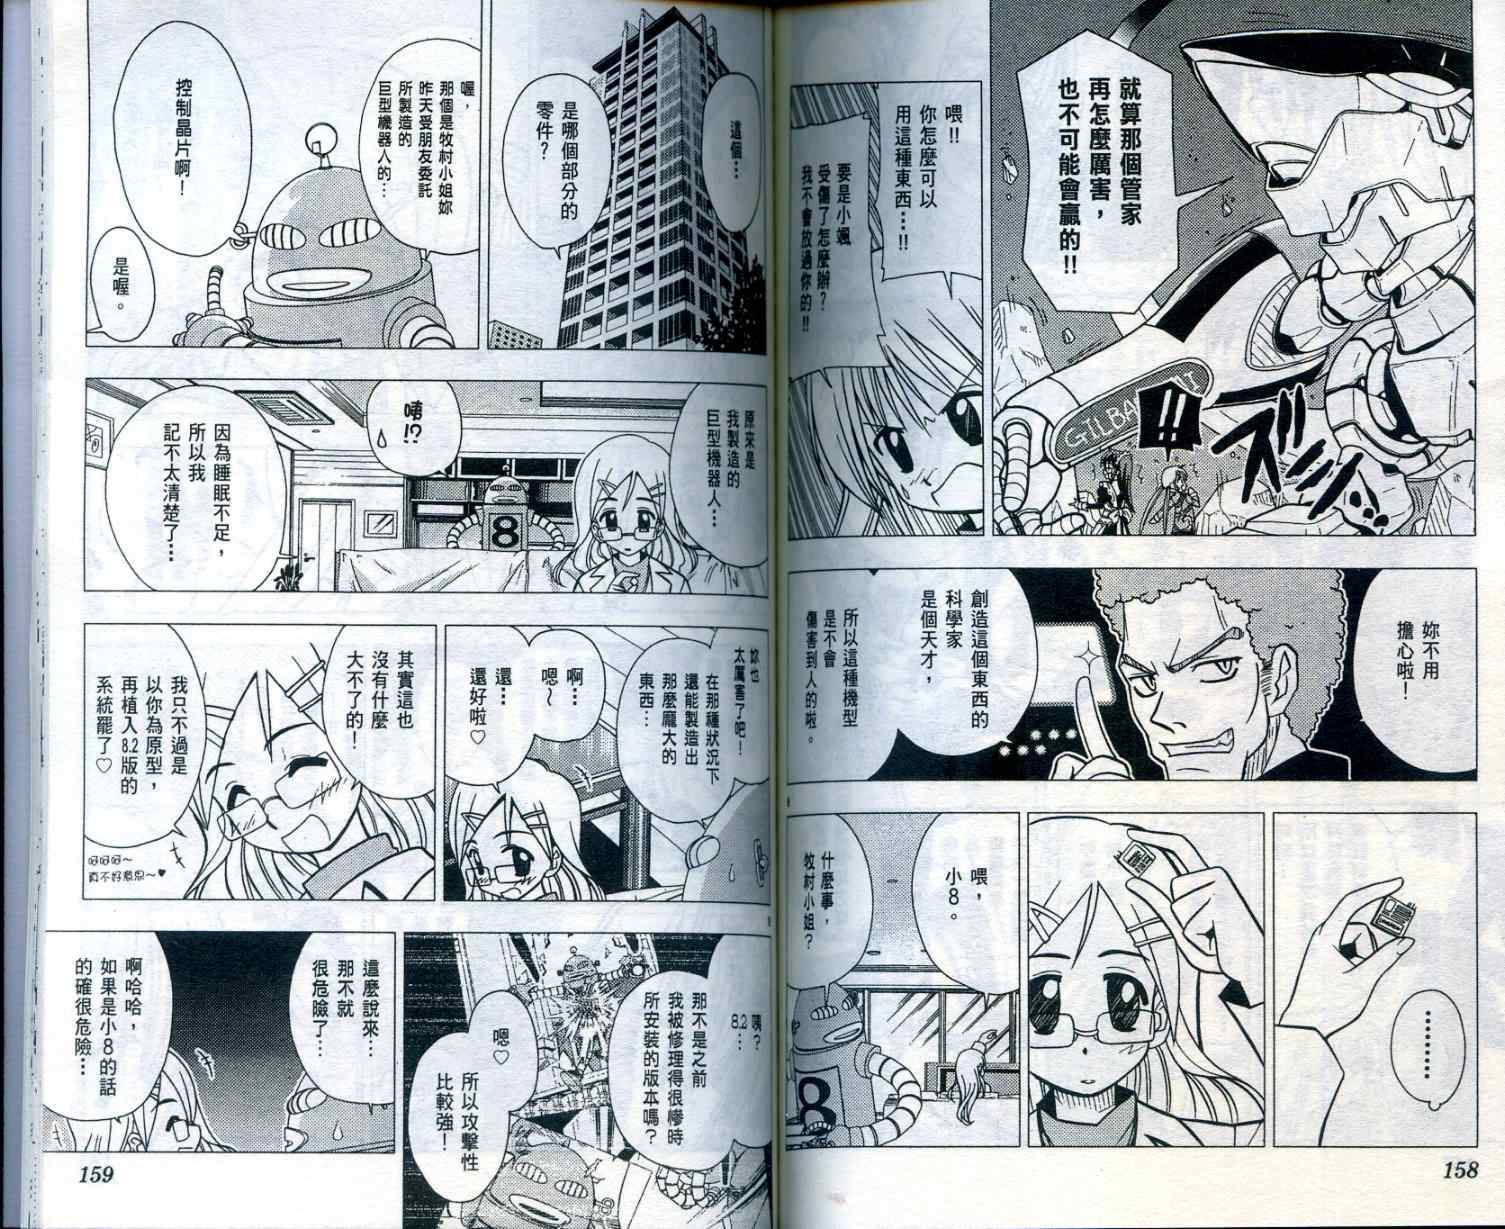 就算那個管家
再怎麼厲害，
也不可能會贏的!!
GILBA
!!
喂!!
你怎麼可以
用這種東西…!!
要是小颯
受傷了怎麼辦?
我不會放過你的!!
妳不用
擔心啦!
創造這個東西的
科學家
是個天才，
所以這種機型
是不會
傷害到人的啦。
………
喂，
小8。
什麼事，
牧村小姐?
8
158
這個…
是哪個部分的
零件?
喔，
那個是牧村小姐妳
昨天受朋友委託
所製造的
巨型機器人的…
控制晶片啊!
是喔。
原來是
我製造的
巨型機器人…
8
唷!?
因為睡眠不足，
所以我
記不太清楚了…
妳也
太厲害了吧!
在那種狀況下
還能製造出
那麼龐大的
東西…
啊…
嗯~
還…
還好啦♡
其實這也
沒有什麼
大不了的!
我只不過是
以你為原型，
再植入8.2版的
系統罷了♡
呀呀呀~
真不好意思~♥
咦?
8.2…
那不是之前
我被修理得很慘時
所安裝的版本嗎?
嗯♡
所以攻擊性
比較強!
這麼說來…
那不就
很危險了…
啊哈哈，
如果是小8的話
的確很危險…
159